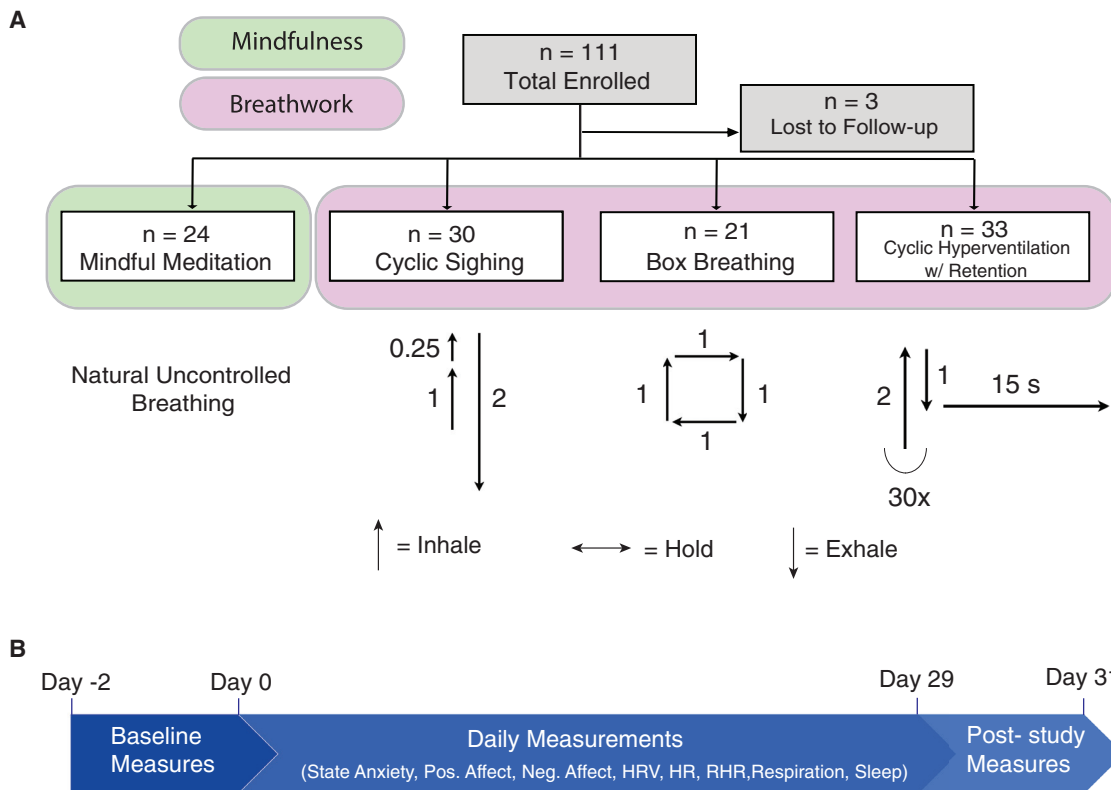 A
Mindfulness
Breathwork
n = 111
Total Enrolled
n = 3
Lost to Follow-up
n = 24
Mindful Meditation
n = 30
Cyclic Sighing
n = 21
Box Breathing
n = 33
Cyclic Hyperventilation
w/ Retention
Natural Uncontrolled
Breathing
0.25
1
2
1
1
1
1
2
1
15 s
30x
= Inhale
= Hold
= Exhale
B
Day -2
Day 0
Day 29
Day 31
Baseline
Measures
Daily Measurements
(State Anxiety, Pos. Affect, Neg. Affect, HRV, HR, RHR,Respiration, Sleep)
Post- study
Measures